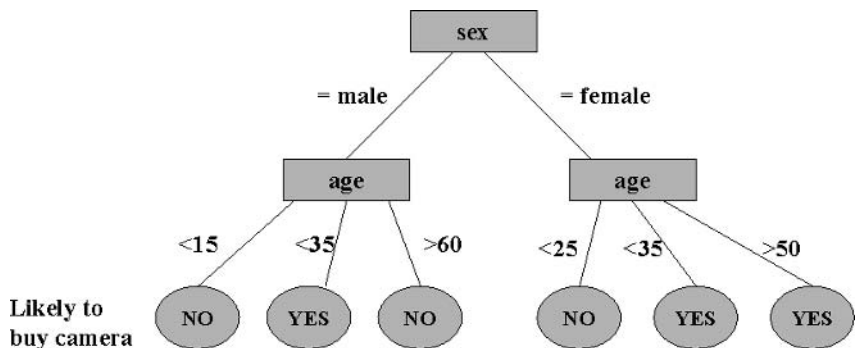 sex
= male
= female
age
age
<15
<35
>60
<25
<35
>50
Likely to
buy camera
NO
YES
NO
NO
YES
YES